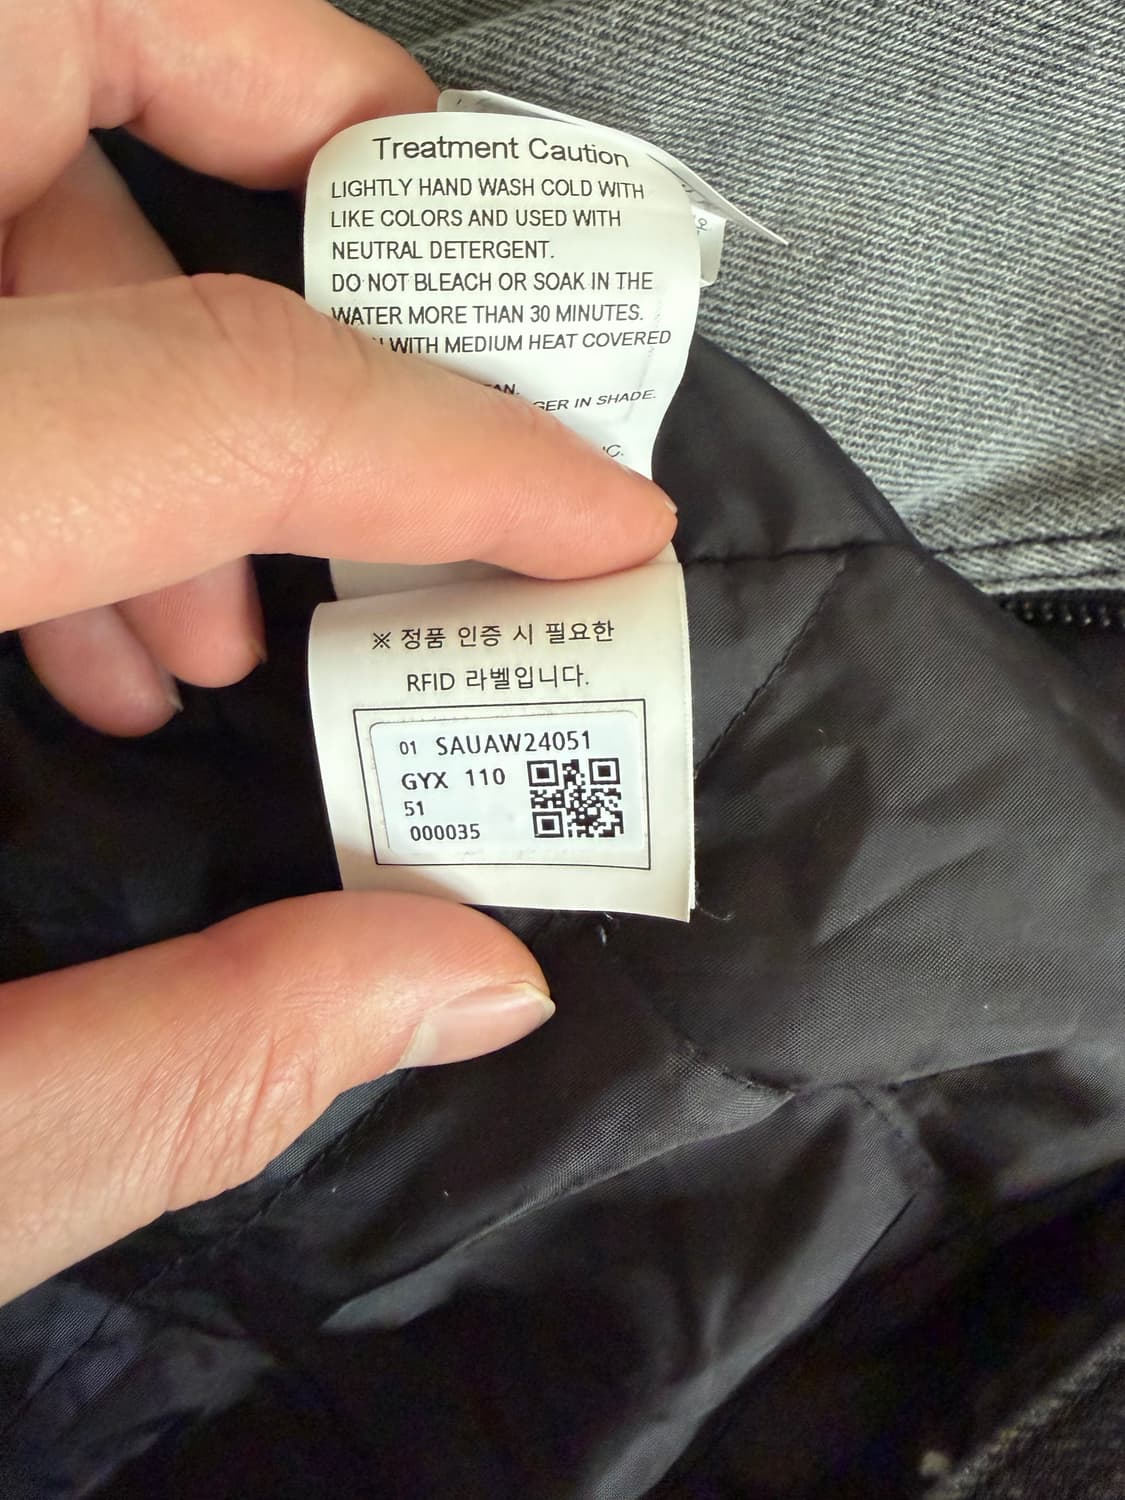 Treatment Caution
LIGHTLY HAND WASH COLD WITH
LIKE COLORS AND USED WITH
NEUTRAL DETERGENT.
DO NOT BLEACH OR SOAK IN THE
WATER MORE THAN 30 MINUTES.
WITH MEDIUM HEAT COVERED
IN SHADE.
※ 정품 인증 시 필요한
RFID 라벨입니다.
01 SAUAW24051
GYX 110
51
000035